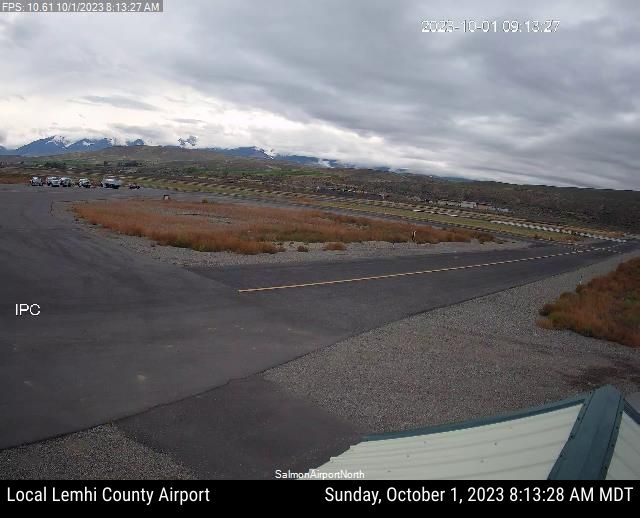 FPS: 10.61 10/1/2023 8:13:27 AM
2023-10-01 09:13:27
IPC
SalmonAirportNorth
Local Lemhi County Airport
Sunday, October 1, 2023 8:13:28 AM MDT